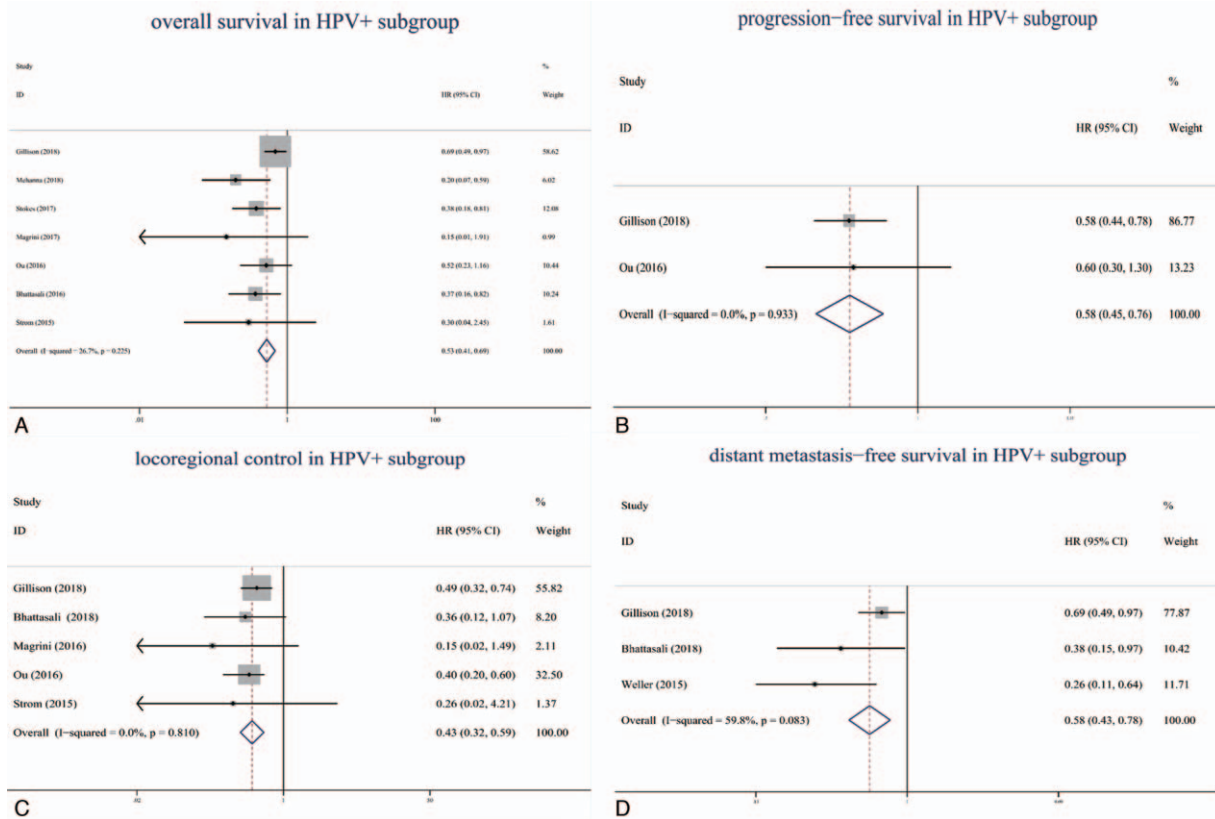 overall survival in HPV+ subgroup
Study %
ID HR (95% CI) Weight
Gillison (2018) 0.69 (0.49, 0.97) 58.62
Mehanna (2018) 0.20 (0.07, 0.59) 6.02
Stokes (2017) 0.38 (0.18, 0.81) 12.08
Magrini (2017) 0.15 (0.01, 1.91) 0.99
Ou (2016) 0.52 (0.23, 1.16) 10.44
Bhattasali (2016) 0.37 (0.16, 0.82) 10.24
Strom (2015) 0.30 (0.04, 2.45) 1.61
Overall (I-squared = 26.7%, p = 0.225) 0.53 (0.41, 0.69) 100.00
.01 1 100
A
progression-free survival in HPV+ subgroup
Study %
ID HR (95% CI) Weight
Gillison (2018) 0.58 (0.44, 0.78) 86.77
Ou (2016) 0.60 (0.30, 1.30) 13.23
Overall (I-squared = 0.0%, p = 0.933) 0.58 (0.45, 0.76) 100.00
B
locoregional control in HPV+ subgroup
Study %
ID HR (95% CI) Weight
Gillison (2018) 0.49 (0.32, 0.74) 55.82
Bhattasali (2018) 0.36 (0.12, 1.07) 8.20
Magrini (2016) 0.15 (0.02, 1.49) 2.11
Ou (2016) 0.40 (0.20, 0.60) 32.50
Strom (2015) 0.26 (0.02, 4.21) 1.37
Overall (I-squared = 0.0%, p = 0.810) 0.43 (0.32, 0.59) 100.00
.02 1 50
C
distant metastasis-free survival in HPV+ subgroup
Study %
ID HR (95% CI) Weight
Gillison (2018) 0.69 (0.49, 0.97) 77.87
Bhattasali (2018) 0.38 (0.15, 0.97) 10.42
Weller (2015) 0.26 (0.11, 0.64) 11.71
Overall (I-squared = 59.8%, p = 0.083) 0.58 (0.43, 0.78) 100.00
1
D